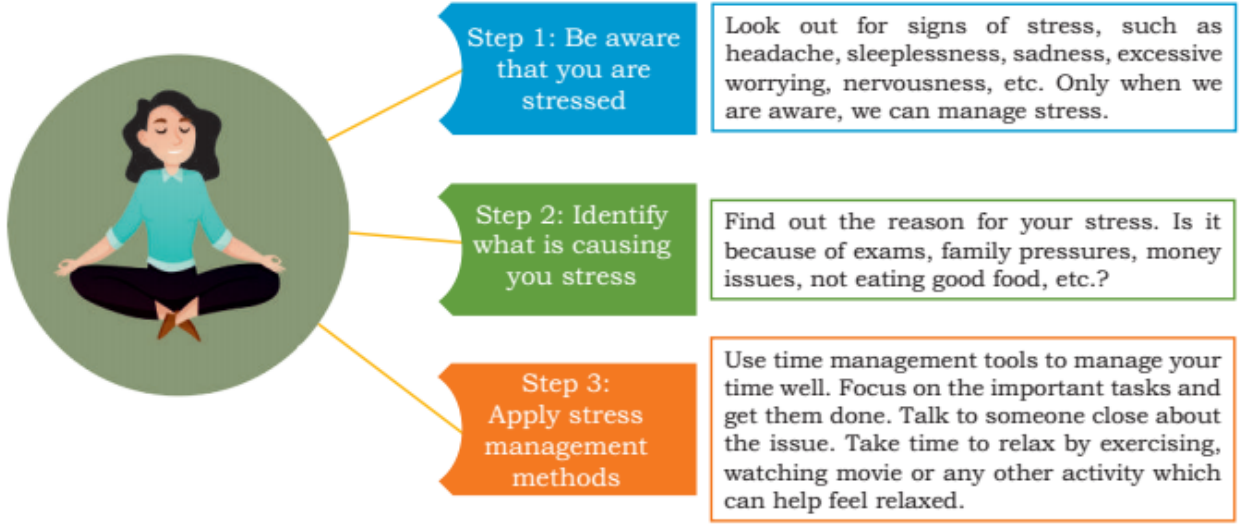 Step 1: Be aware
that you are
stressed
Look out for signs of stress, such as
headache, sleeplessness, sadness, excessive
worrying, nervousness, etc. Only when we
are aware, we can manage stress.
Step 2: Identify
what is causing
you stress
Find out the reason for your stress. Is it
because of exams, family pressures, money
issues, not eating good food, etc.?
Step 3:
Apply stress
management
methods
Use time management tools to manage your
time well. Focus on the important tasks and
get them done. Talk to someone close about
the issue. Take time to relax by exercising,
watching movie or any other activity which
can help feel relaxed.